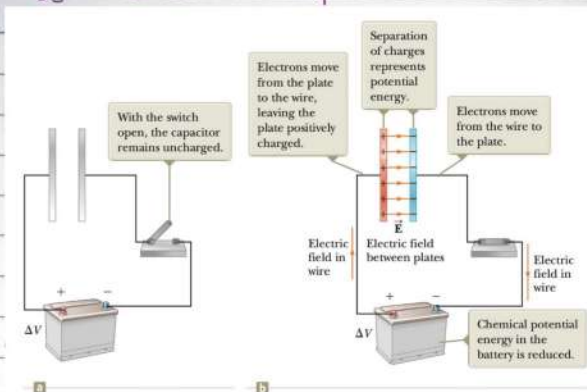 With the switch
open, the capacitor
remains uncharged.
+
−
ΔV
a
Electrons move
from the plate
to the wire,
leaving the
plate positively
charged.
Separation
of charges
represents
potential
energy.
Electrons move
from the wire to
the plate.
Electric
field in
wire
E
Electric field
between plates
Electric
field in
wire
+
−
ΔV
Chemical potential
energy in the
battery is reduced.
b